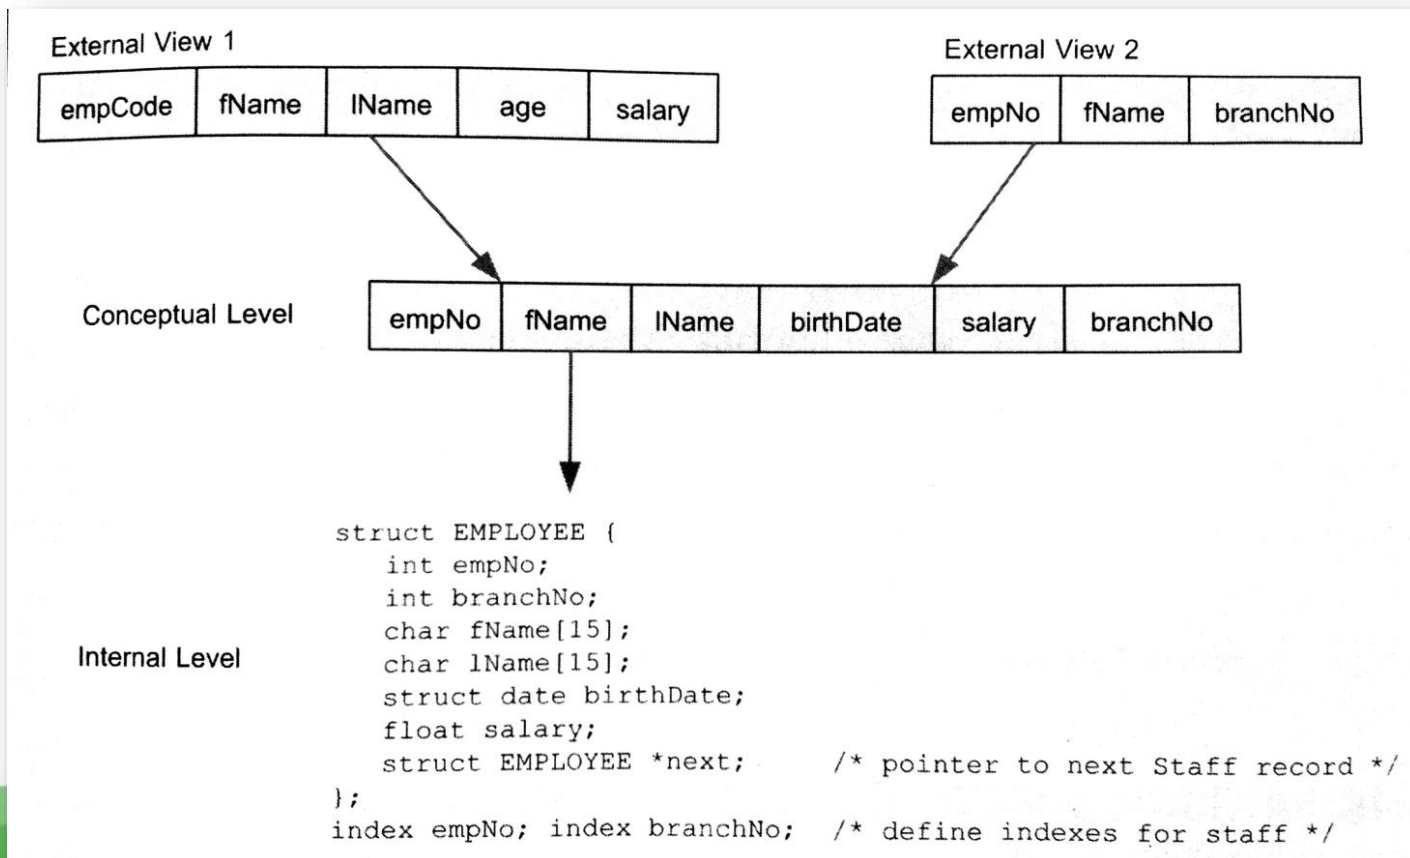 External View 1
External View 2
empCode fName lName age salary
empNo fName branchNo
Conceptual Level
empNo fName lName birthDate salary branchNo
Internal Level
struct EMPLOYEE {
int empNo;
int branchNo;
char fName[15];
char lName[15];
struct date birthDate;
float salary;
struct EMPLOYEE *next; /* pointer to next Staff record */
};
index empNo; index branchNo; /* define indexes for staff */